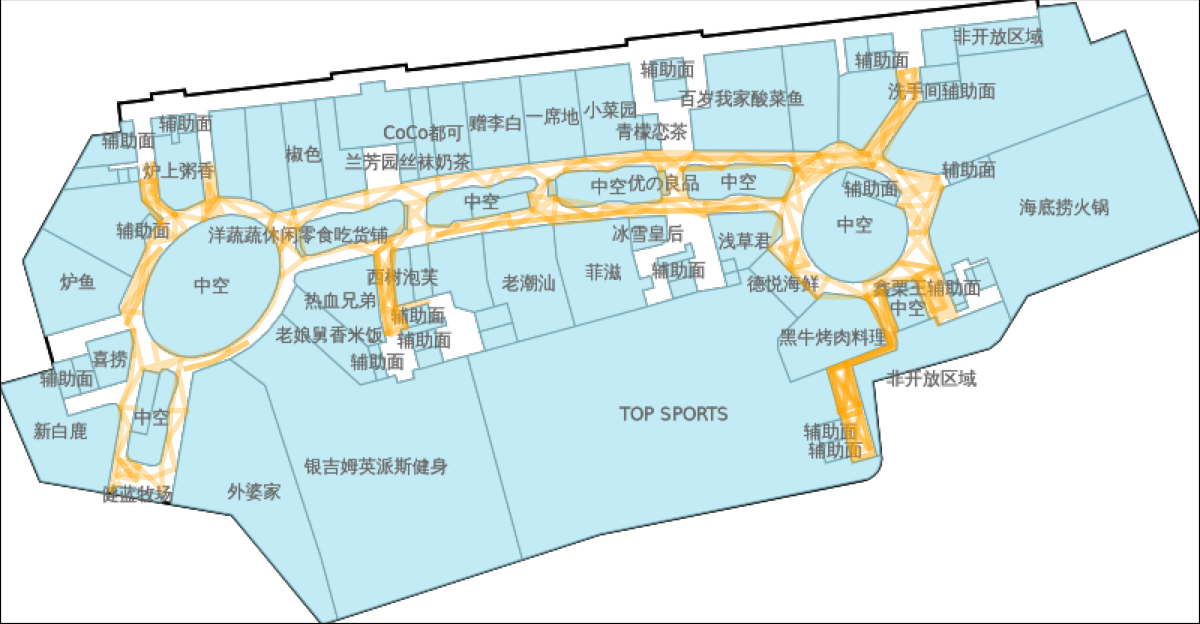 非开放区域
辅助面
辅助面
洗手间辅助面
百岁我家酸菜鱼
小菜园
一席地
赠李白
CoCo都可
青檬恋茶
辅助面
辅助面
椒色
兰芳园丝袜奶茶
炉上粥香
辅助面
中空
优の良品
中空
中空
辅助面
中空
海底捞火锅
辅助面
洋蔬蔬休闲零食吃货铺
冰雪皇后
浅草君
炉鱼
中空
西树泡芙
热血兄弟
老潮汕
菲滋
辅助面
德悦海鲜
鑫栗王
辅助面
中空
辅助面
老娘舅香米饭
辅助面
辅助面
黑牛烤肉料理
喜捞
辅助面
非开放区域
中空
新白鹿
TOP SPORTS
辅助面
辅助面
银吉姆英派斯健身
外婆家
健蓝牧场